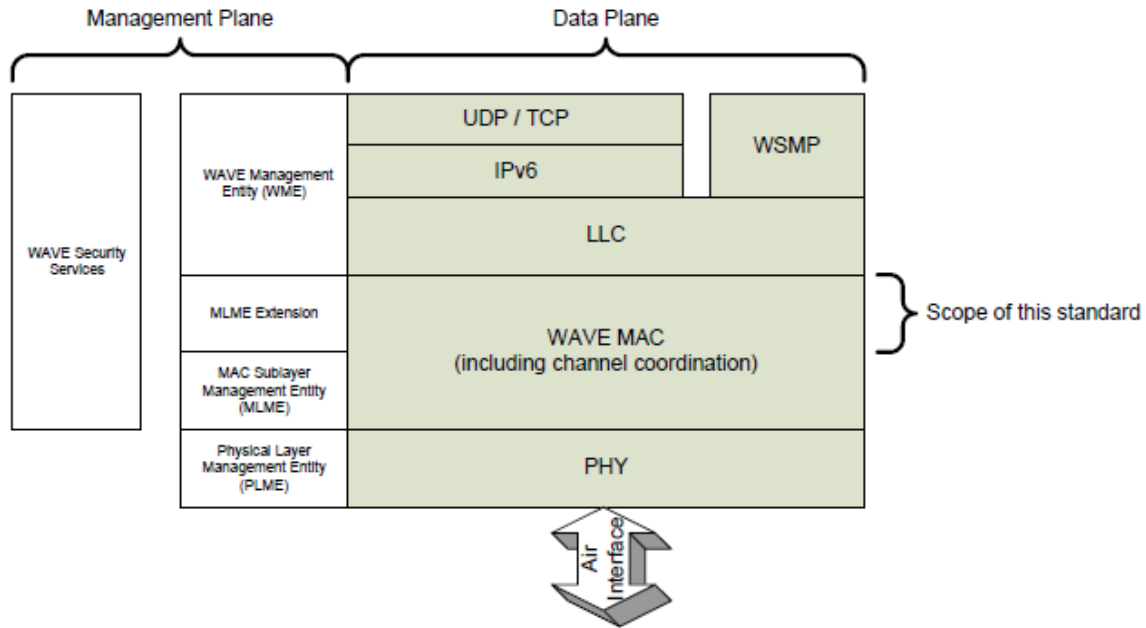 Management Plane
Data Plane
WAVE Security
Services
WAVE Management
Entity (WME)
MLME Extension
MAC Sublayer
Management Entity
(MLME)
Physical Layer
Management Entity
(PLME)
UDP / TCP
IPv6
WSMP
LLC
WAVE MAC
(including channel coordination)
PHY
Scope of this standard
Air
Interface